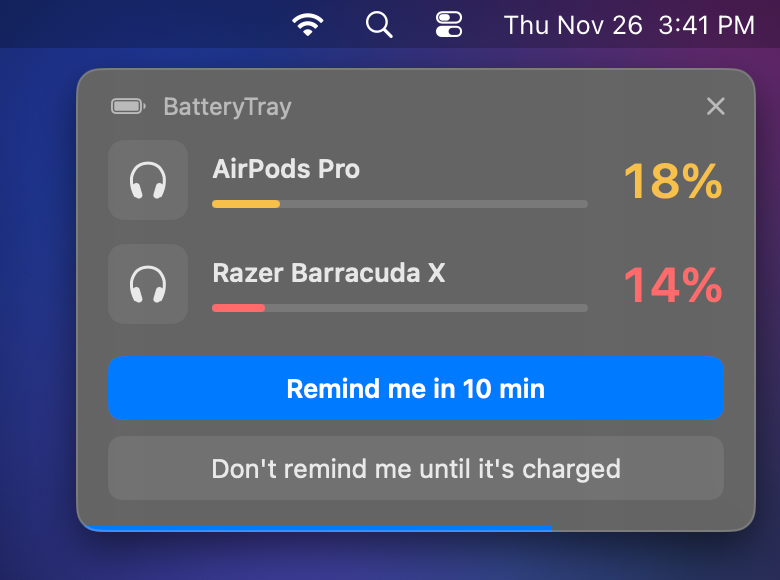 Thu Nov 26  3:41 PM
BatteryTray
AirPods Pro
18%
Razer Barracuda X
14%
Remind me in 10 min
Don't remind me until it's charged